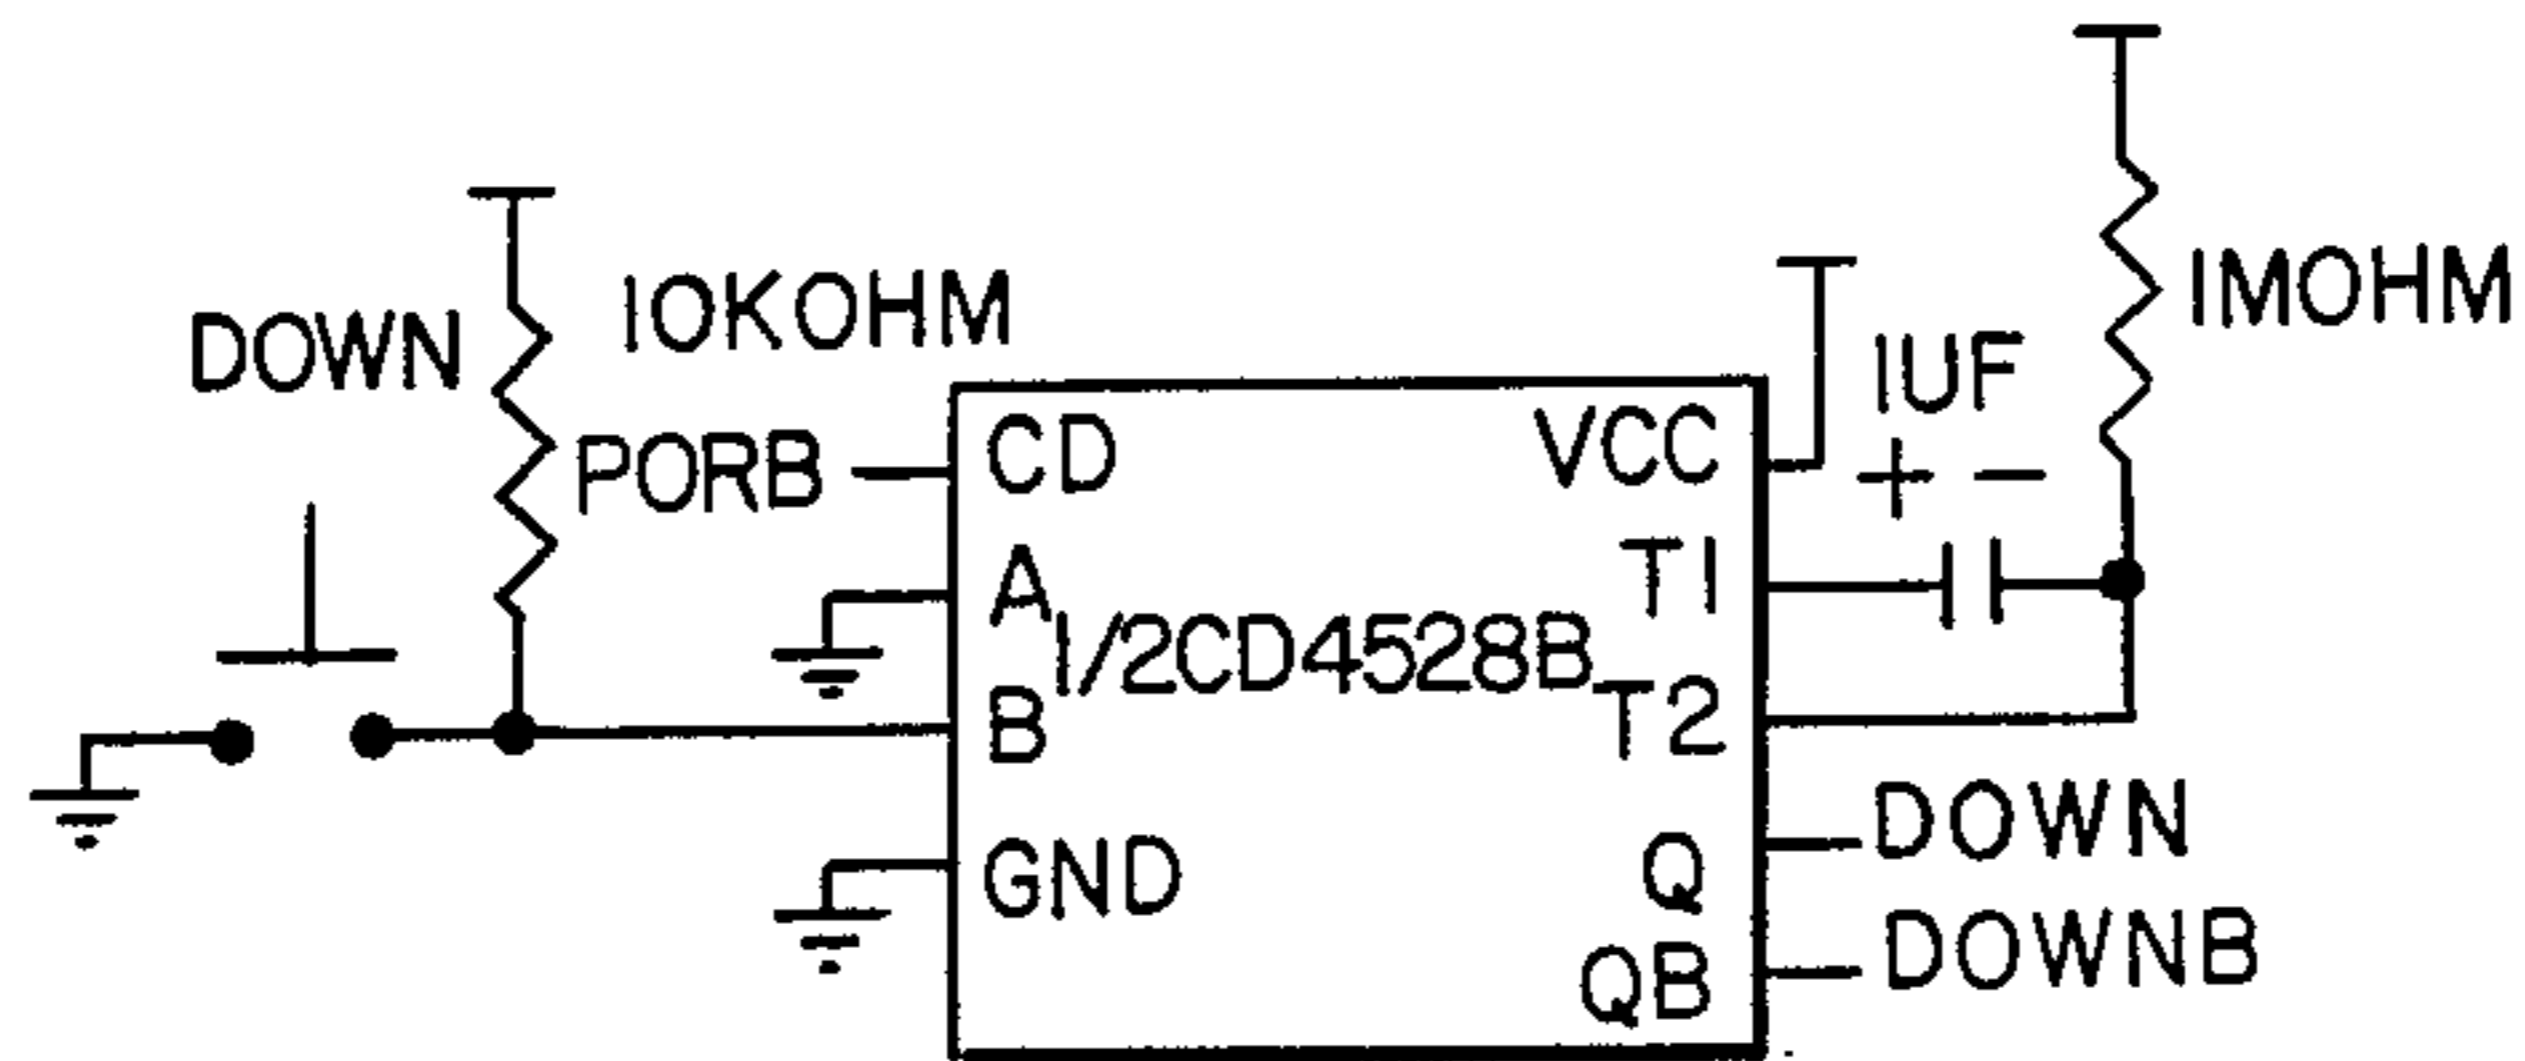 DOWN
10KOHM
PORB
CD
A
B
GND
1/2CD4528B
VCC
T1
T2
Q
QB
1UF
+ -
1MOHM
DOWN
DOWNB